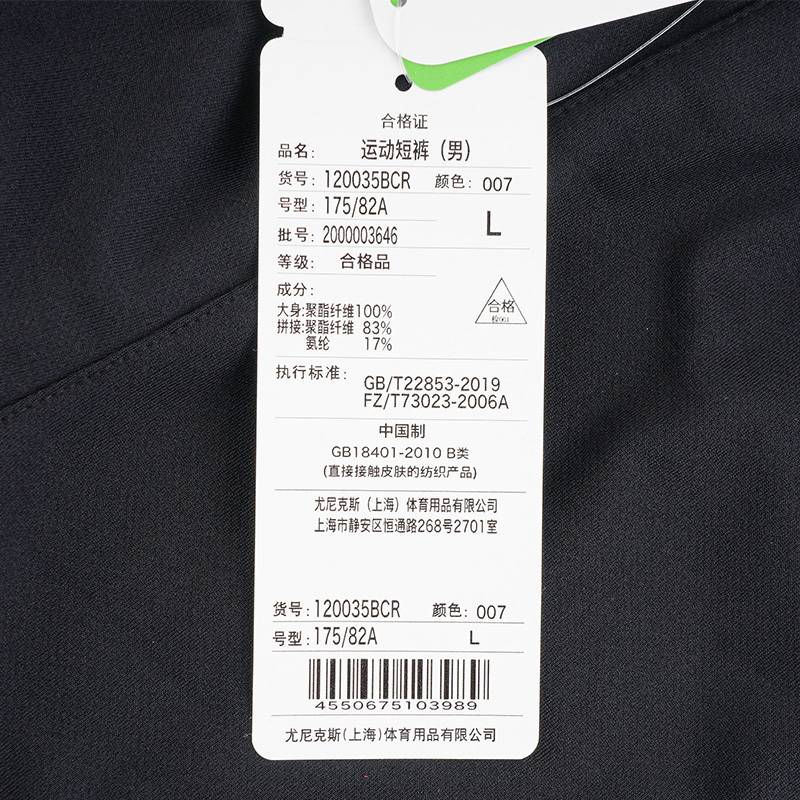 合格证
品名: 运动短裤（男）
货号: 120035BCR 颜色: 007
号型: 175/82A L
批号: 2000003646
等级: 合格品
成分:
大身:聚酯纤维100%
拼接:聚酯纤维 83%
氨纶 17%
合格
检003
执行标准: GB/T22853-2019
FZ/T73023-2006A
中国制
GB18401-2010 B类
(直接接触皮肤的纺织产品)
尤尼克斯（上海）体育用品有限公司
上海市静安区恒通路268号2701室
货号: 120035BCR 颜色: 007
号型: 175/82A L
4550675103989
尤尼克斯(上海)体育用品有限公司